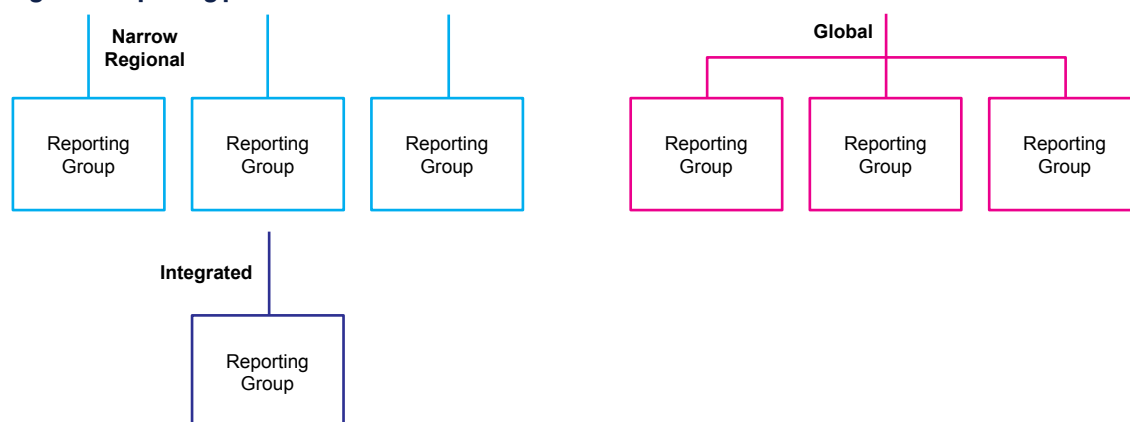 Narrow
Regional
Global
Reporting
Group
Reporting
Group
Reporting
Group
Reporting
Group
Reporting
Group
Reporting
Group
Integrated
Reporting
Group